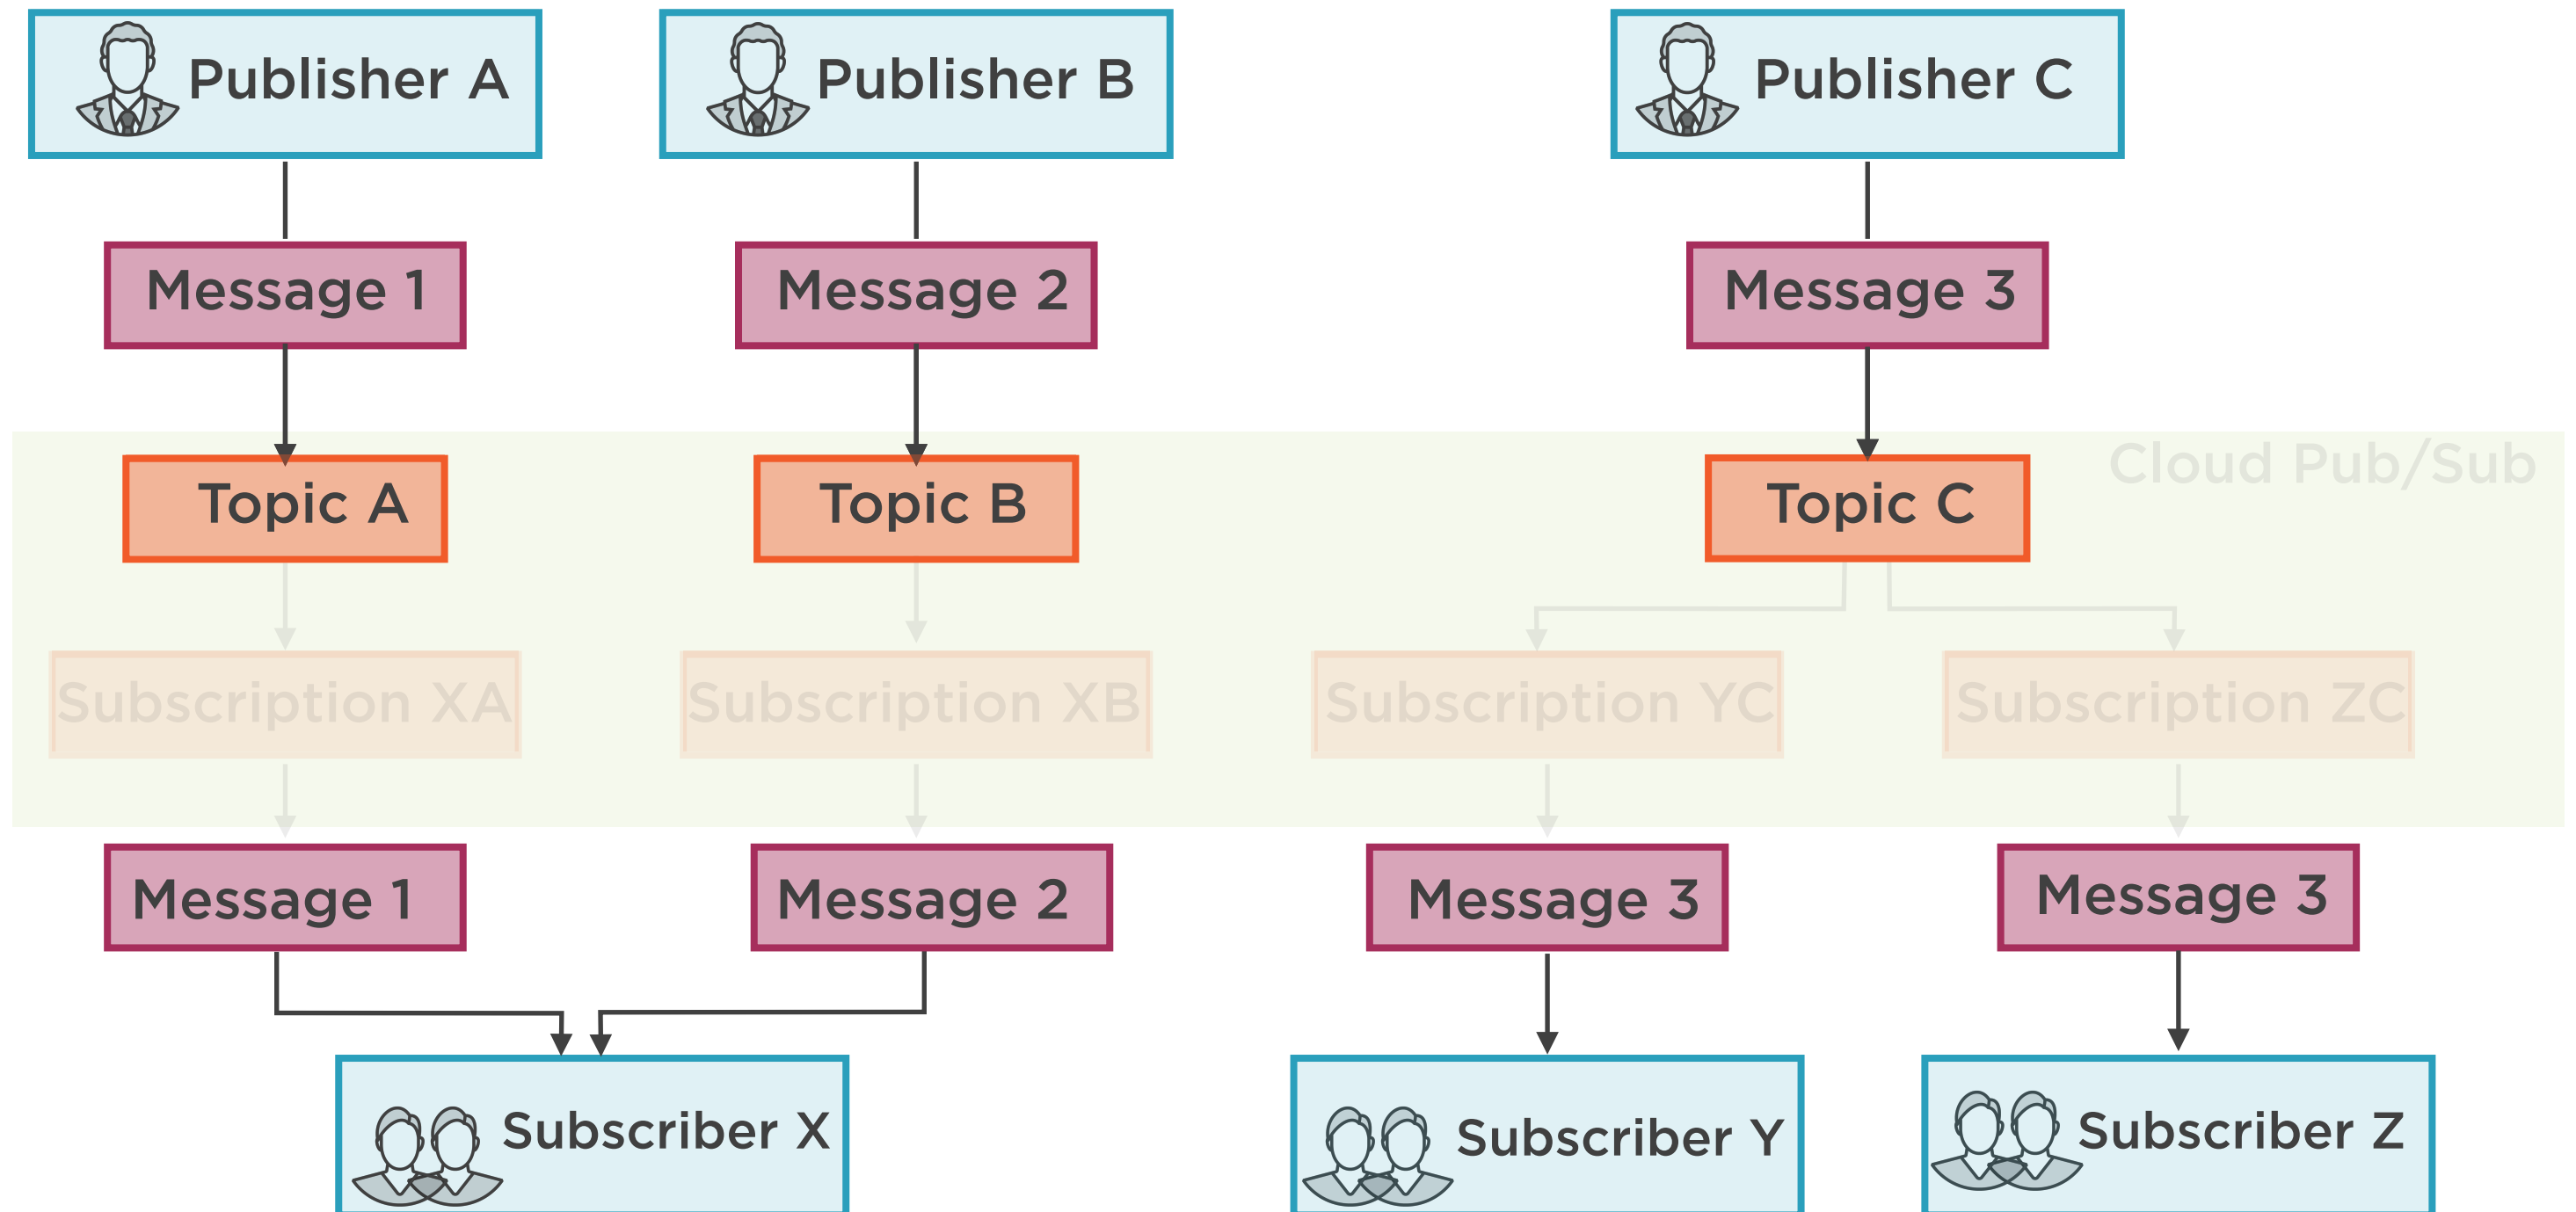 Publisher A
Publisher B
Publisher C
Message 1
Message 2
Message 3
Cloud Pub/Sub
Topic A
Topic B
Topic C
Subscription XA
Subscription XB
Subscription YC
Subscription ZC
Message 1
Message 2
Message 3
Message 3
Subscriber X
Subscriber Y
Subscriber Z